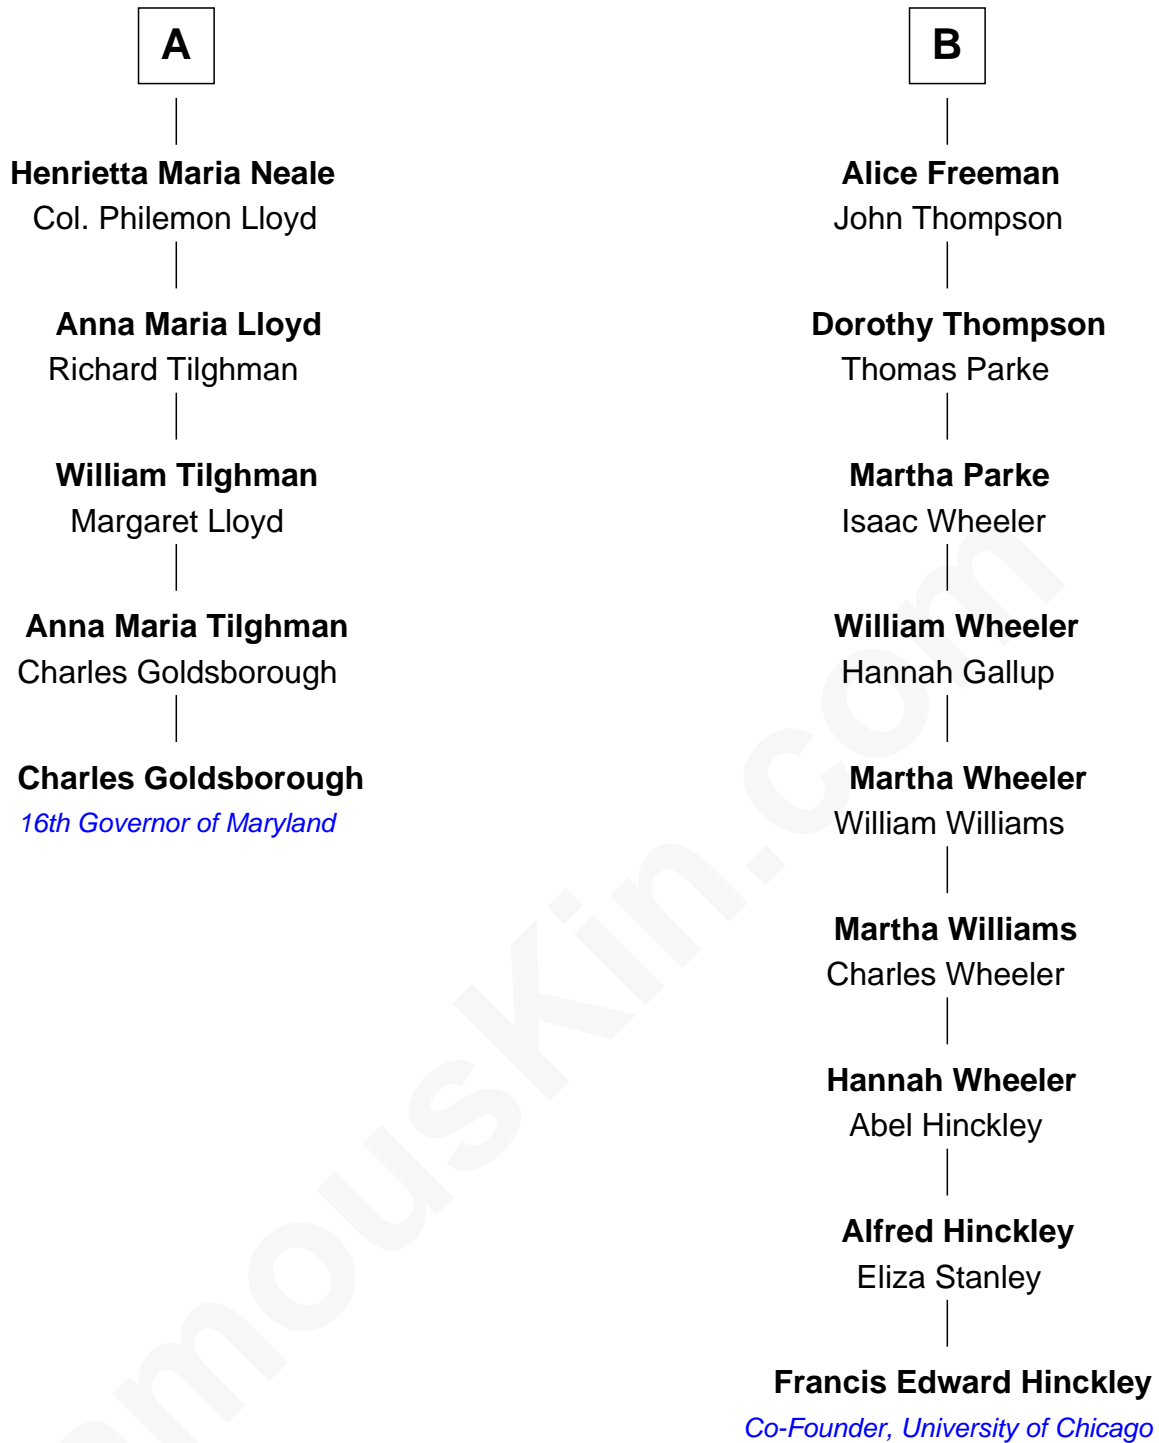 A
Henrietta Maria Neale
Col. Philemon Lloyd
Anna Maria Lloyd
Richard Tilghman
William Tilghman
Margaret Lloyd
Anna Maria Tilghman
Charles Goldsborough
Charles Goldsborough
16th Governor of Maryland
B
Alice Freeman
John Thompson
Dorothy Thompson
Thomas Parke
Martha Parke
Isaac Wheeler
William Wheeler
Hannah Gallup
Martha Wheeler
William Williams
Martha Williams
Charles Wheeler
Hannah Wheeler
Abel Hinckley
Alfred Hinckley
Eliza Stanley
Francis Edward Hinckley
Co-Founder, University of Chicago
amouskin.com